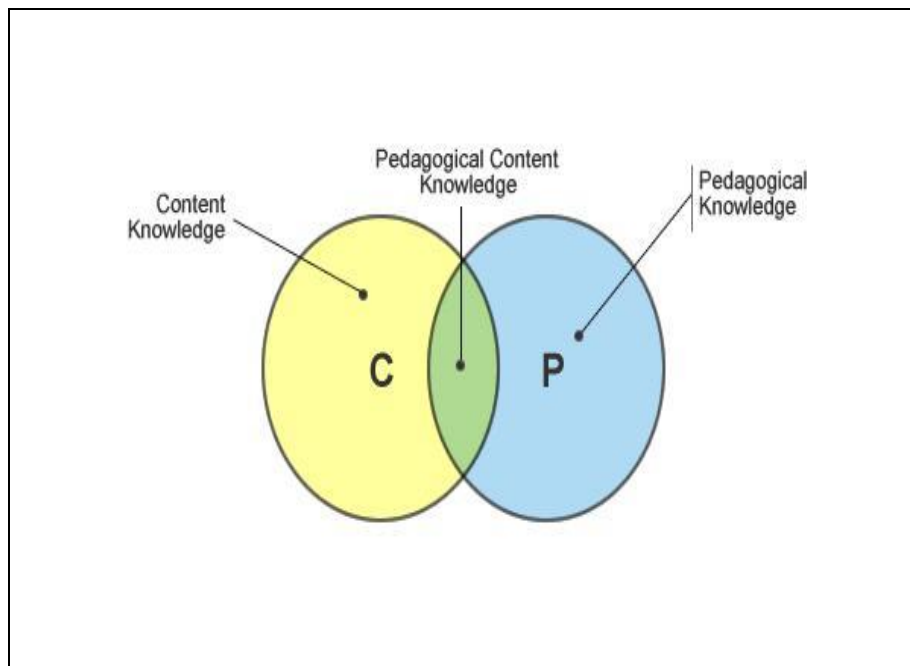 Pedagogical Content
Knowledge
Pedagogical
Knowledge
Content
Knowledge
C
P